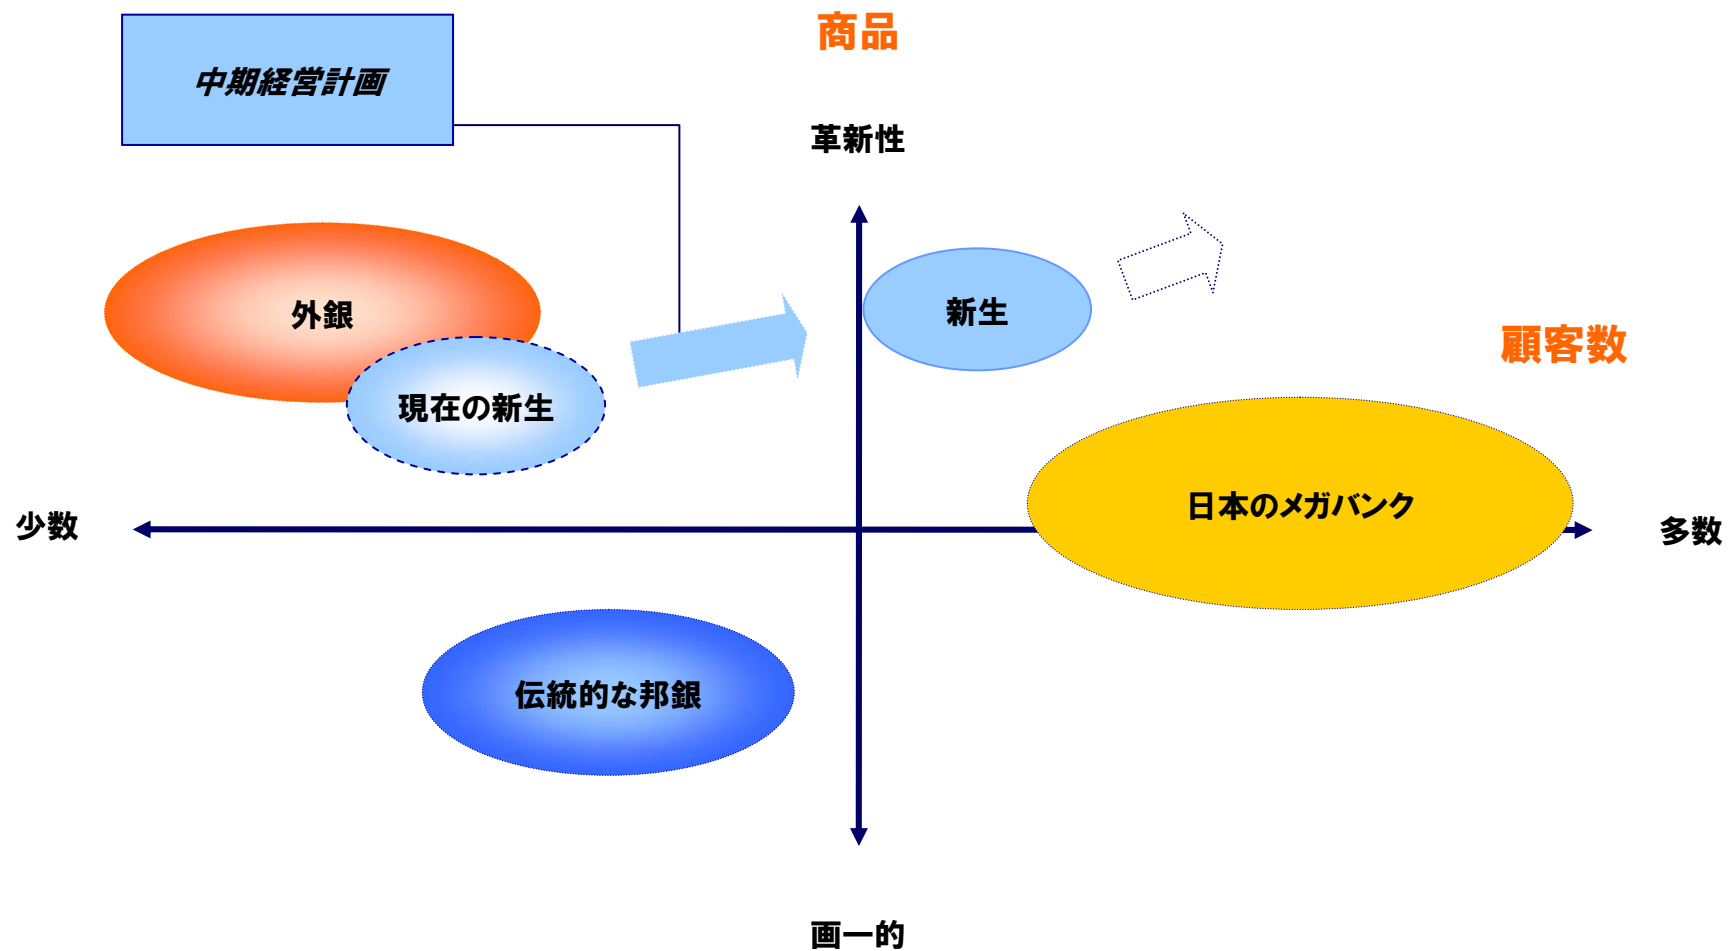 商品
中期経営計画
革新性
外銀
新生
顧客数
現在の新生
日本のメガバンク
少数
多数
伝統的な邦銀
画一的